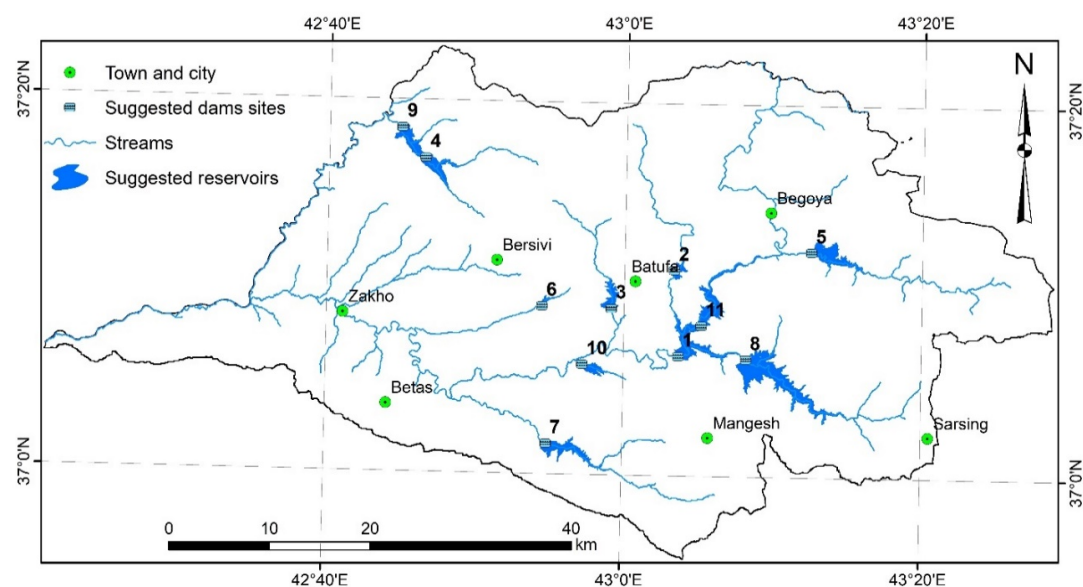 42°40'E
43°0'E
43°20'E
37°20'N
37°20'N
Town and city
Suggested dams sites
Streams
Suggested reservoirs
N
9
4
Begoya
Bersivi
5
Batufa
2
Zakho
6
3
11
1
8
10
Betas
7
Mangesh
Sarsing
37°0'N
37°0'N
0 10 20 40
km
42°40'E
43°0'E
43°20'E